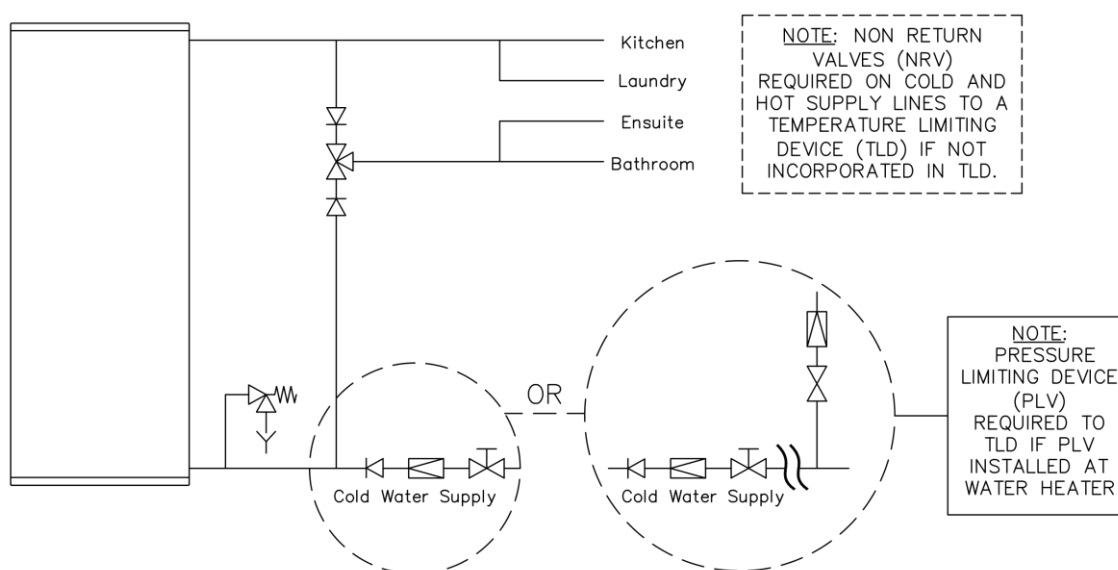 Kitchen
Laundry
Ensuite
Bathroom
NOTE: NON RETURN
VALVES (NRV)
REQUIRED ON COLD AND
HOT SUPPLY LINES TO A
TEMPERATURE LIMITING
DEVICE (TLD) IF NOT
INCORPORATED IN TLD.
OR
Cold Water Supply
Cold Water Supply
NOTE:
PRESSURE
LIMITING DEVICE
(PLV)
REQUIRED TO
TLD IF PLV
INSTALLED AT
WATER HEATER